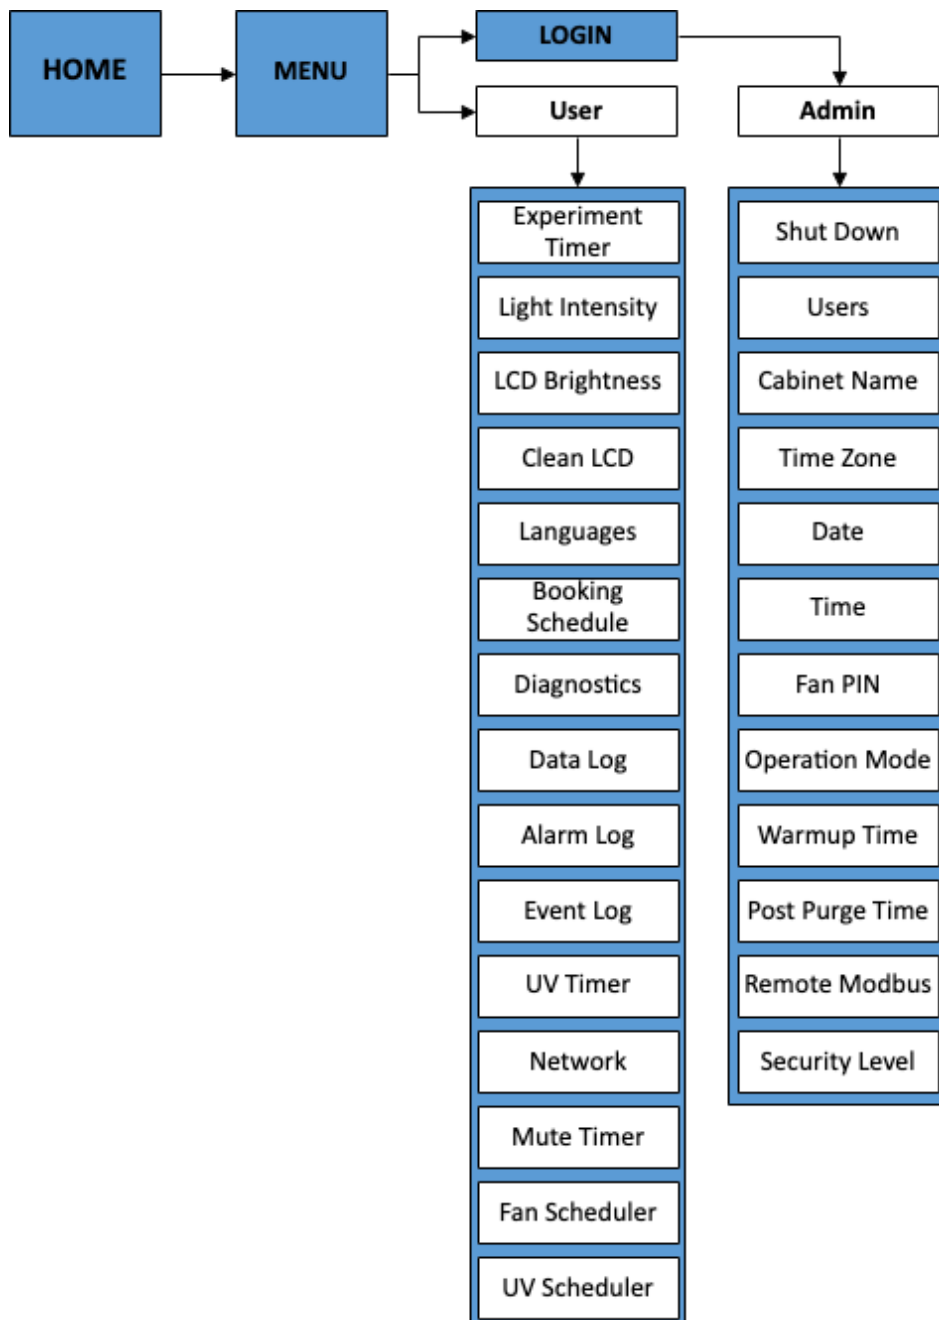 HOME
MENU
LOGIN
User
Admin
Experiment
Timer
Light Intensity
LCD Brightness
Clean LCD
Languages
Booking
Schedule
Diagnostics
Data Log
Alarm Log
Event Log
UV Timer
Network
Mute Timer
Fan Scheduler
UV Scheduler
Shut Down
Users
Cabinet Name
Time Zone
Date
Time
Fan PIN
Operation Mode
Warmup Time
Post Purge Time
Remote Modbus
Security Level